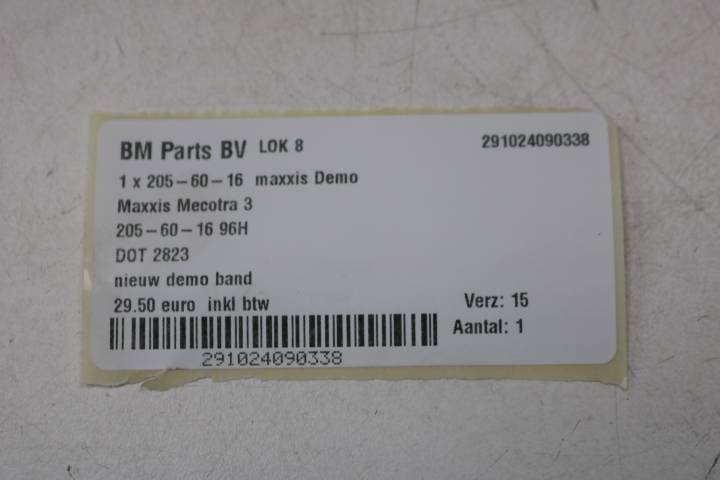 BM Parts BV LOK 8 291024090338
1 x 205-60-16 maxxis Demo
Maxxis Mecotra 3
205-60-16 96H
DOT 2823
nieuw demo band
29.50 euro inkl btw Verz: 15
Aantal: 1
291024090338